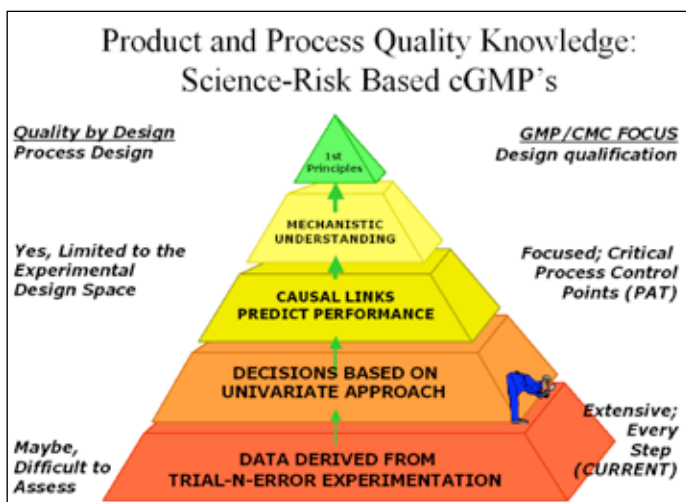 Product and Process Quality Knowledge:
Science-Risk Based cGMP's
Quality by Design
Process Design
GMP/CMC FOCUS
Design qualification
1st
Principles
MECHANISTIC
UNDERSTANDING
Yes, Limited to the
Experimental
Design Space
Focused; Critical
Process Control
Points (PAT)
CAUSAL LINKS
PREDICT PERFORMANCE
DECISIONS BASED ON
UNIVARIATE APPROACH
Maybe,
Difficult to
Assess
Extensive;
Every
Step
(CURRENT)
DATA DERIVED FROM
TRIAL-N-ERROR EXPERIMENTATION